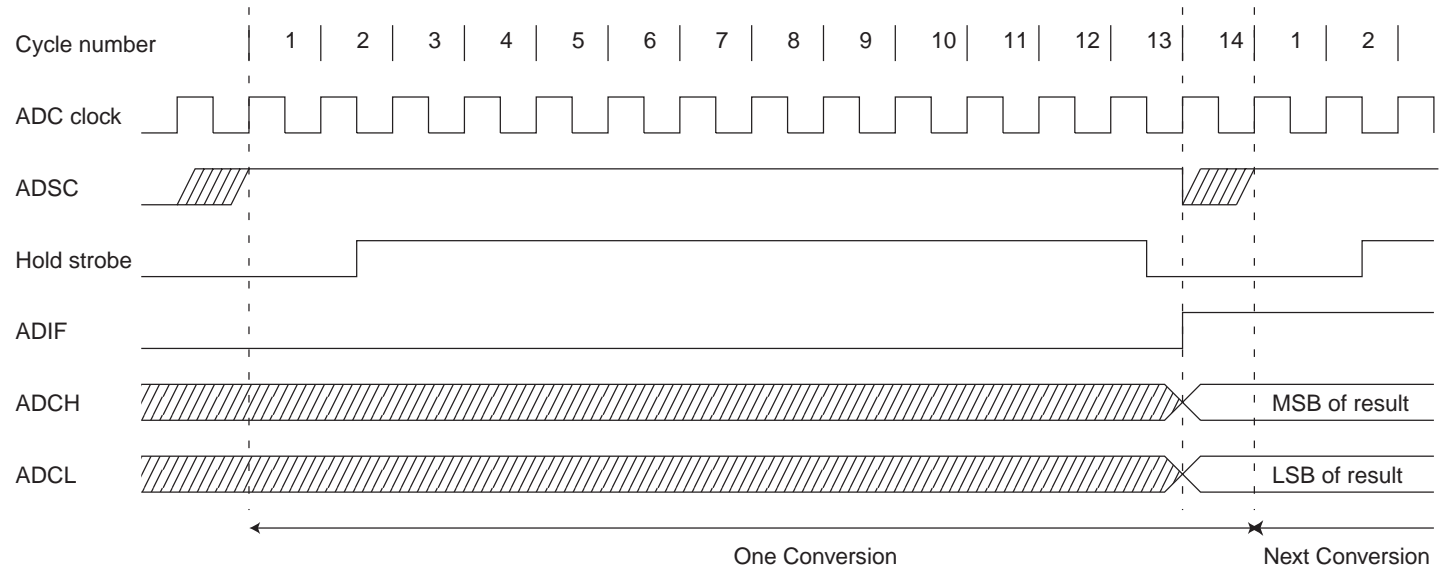 Cycle number 1 2 3 4 5 6 7 8 9 10 11 12 13 14 1 2
ADC clock
ADSC
Hold strobe
ADIF
ADCH MSB of result
ADCL LSB of result
One Conversion Next Conversion